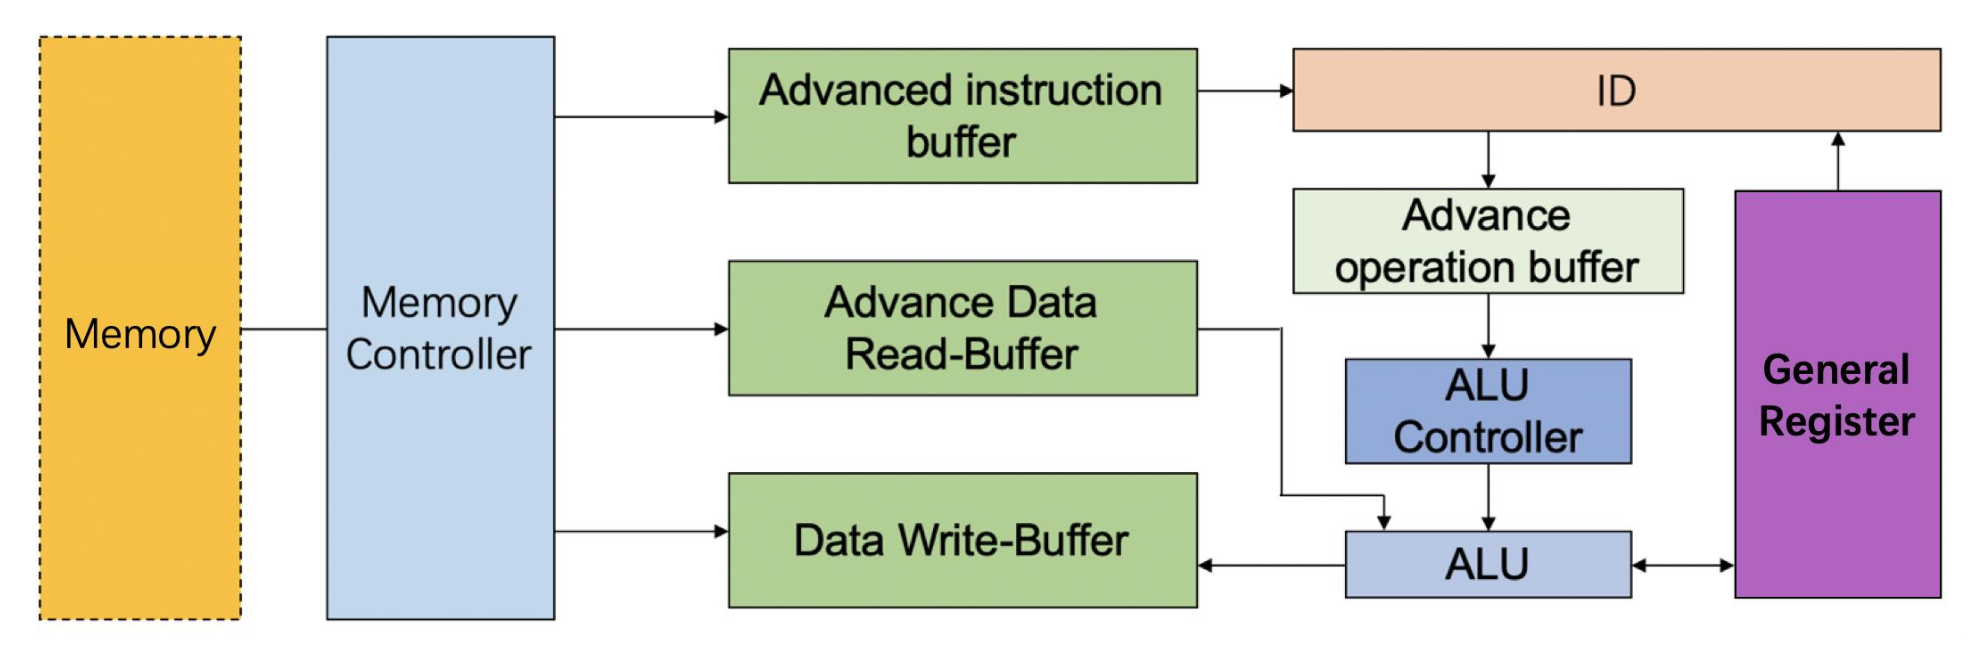 Memory
Memory
Controller
Advanced instruction
buffer
Advance Data
Read-Buffer
Data Write-Buffer
ID
Advance
operation buffer
ALU
Controller
ALU
General
Register